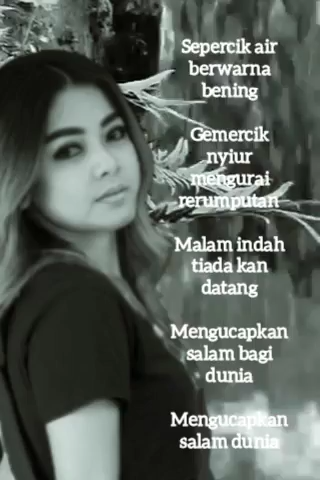 Sepercik air
berwarna
bening
Gemercik
nyiur
mengurai
rerumputan
Malam indah
tiada kan
datang
Mengucapkan
salam bagi
dunia
Mengucapkan
salam dunia